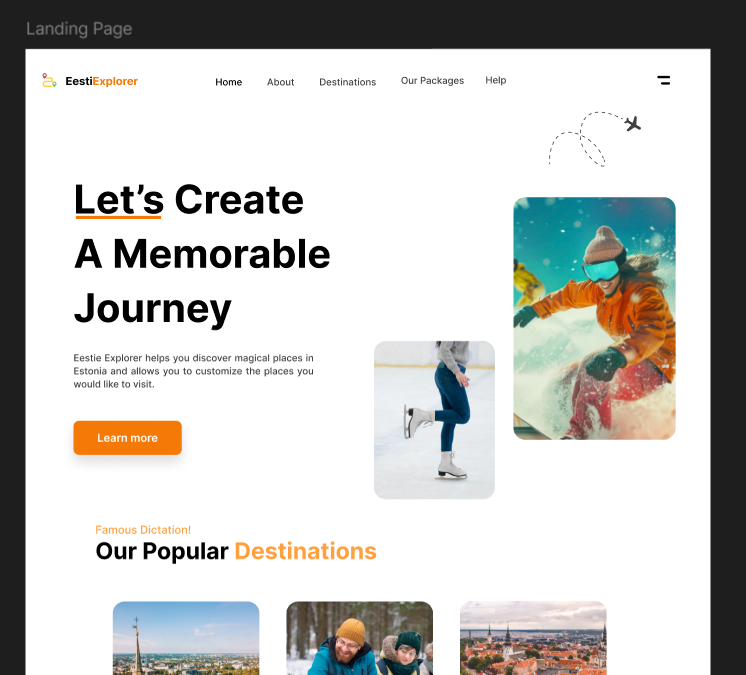 Landing Page
EestiExplorer
Home About Destinations Our Packages Help
Let's Create
A Memorable
Journey
Eestie Explorer helps you discover magical places in
Estonia and allows you to customize the places you
would like to visit.
Learn more
Famous Dictation!
Our Popular Destinations